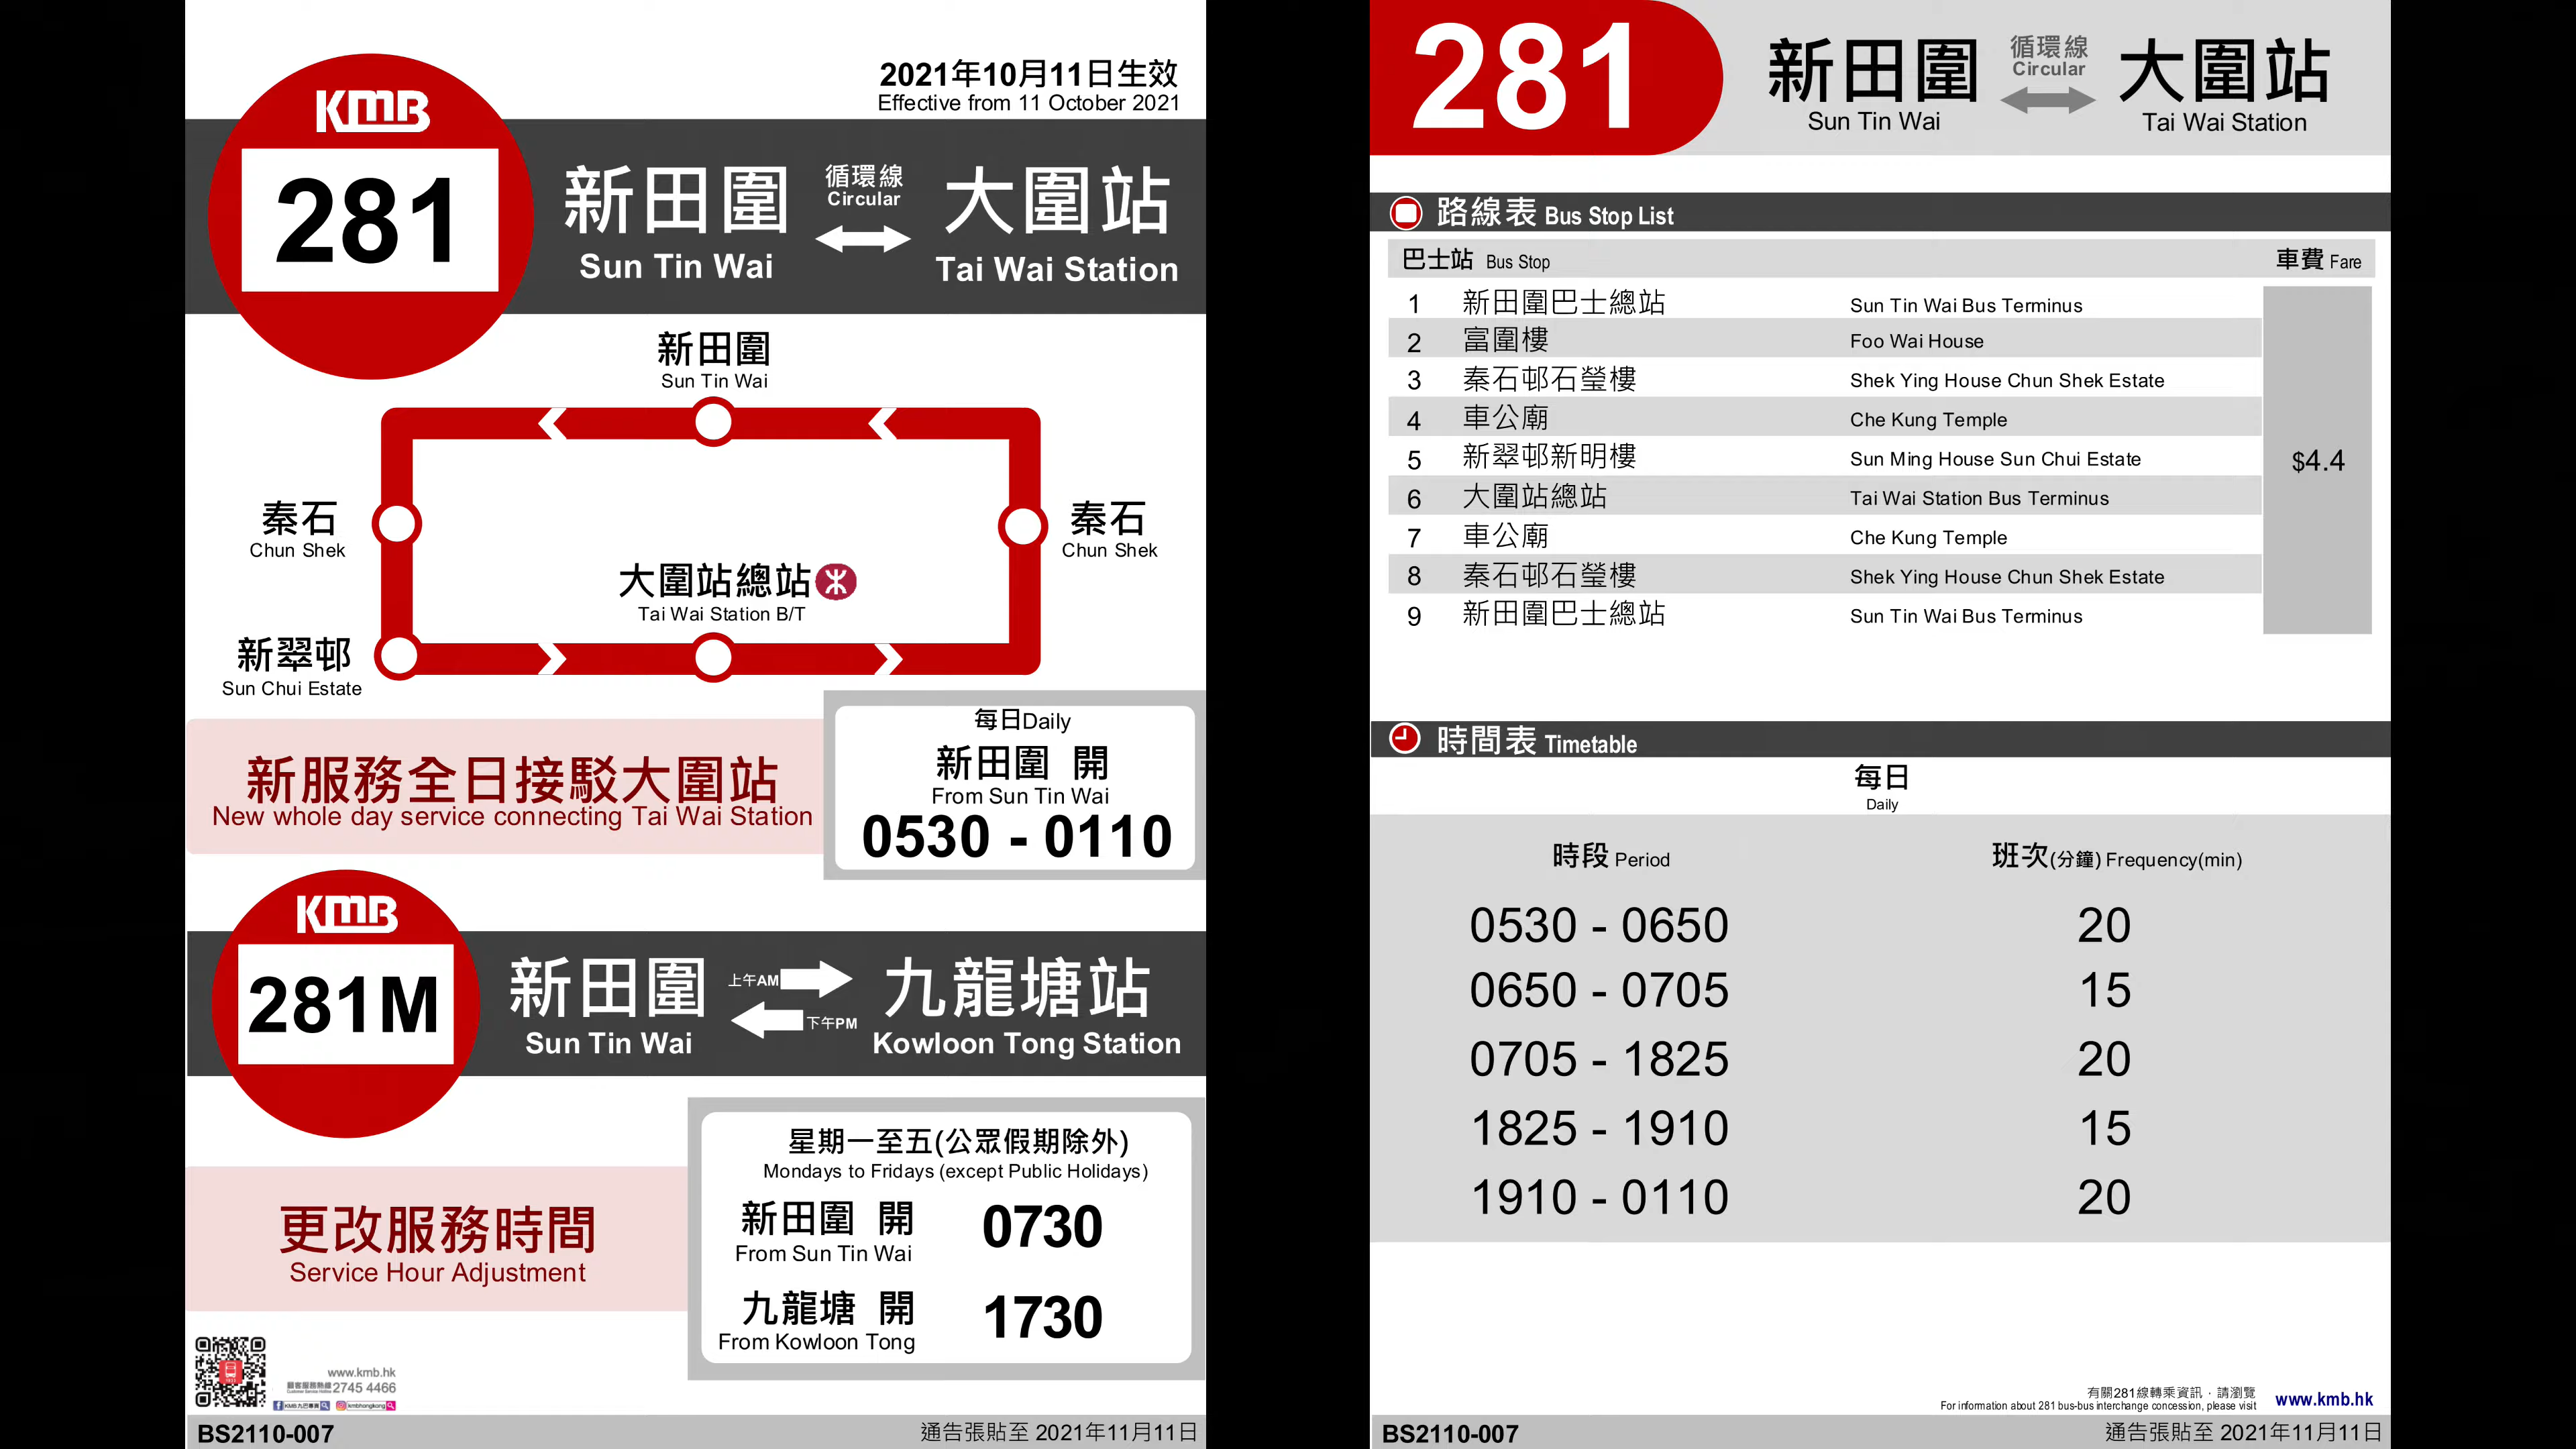 2021年10月11日生效
Effective from 11 October 2021
KMB
281
新田圍
Sun Tin Wai
循環線
Circular
大圍站
Tai Wai Station
新田圍
Sun Tin Wai
秦石
Chun Shek
秦石
Chun Shek
大圍站總站
Tai Wai Station B/T
新翠邨
Sun Chui Estate
新服務全日接駁大圍站
New whole day service connecting Tai Wai Station
每日Daily
新田圍 開
From Sun Tin Wai
0530 - 0110
KMB
281M
新田圍
Sun Tin Wai
上午AM
下午PM
九龍塘站
Kowloon Tong Station
更改服務時間
Service Hour Adjustment
星期一至五(公眾假期除外)
Mondays to Fridays (except Public Holidays)
新田圍 開 0730
From Sun Tin Wai
九龍塘 開 1730
From Kowloon Tong
www.kmb.hk
顧客服務熱線 2745 4466
Customer Service Hotline
KMB 九巴專頁
kmbhongkong
BS2110-007
通告張貼至 2021年11月11日
281
新田圍
Sun Tin Wai
循環線
Circular
大圍站
Tai Wai Station
路線表 Bus Stop List
巴士站 Bus Stop 車費 Fare
1 新田圍巴士總站 Sun Tin Wai Bus Terminus
2 富圍樓 Foo Wai House
3 秦石邨石瑩樓 Shek Ying House Chun Shek Estate
4 車公廟 Che Kung Temple
5 新翠邨新明樓 Sun Ming House Sun Chui Estate
6 大圍站總站 Tai Wai Station Bus Terminus
7 車公廟 Che Kung Temple
8 秦石邨石瑩樓 Shek Ying House Chun Shek Estate
9 新田圍巴士總站 Sun Tin Wai Bus Terminus
$4.4
時間表 Timetable
每日
Daily
時段 Period 班次(分鐘) Frequency(min)
0530 - 0650 20
0650 - 0705 15
0705 - 1825 20
1825 - 1910 15
1910 - 0110 20
有關281線轉乘資訊，請瀏覽
For information about 281 bus-bus interchange concession, please visit
www.kmb.hk
BS2110-007
通告張貼至 2021年11月11日